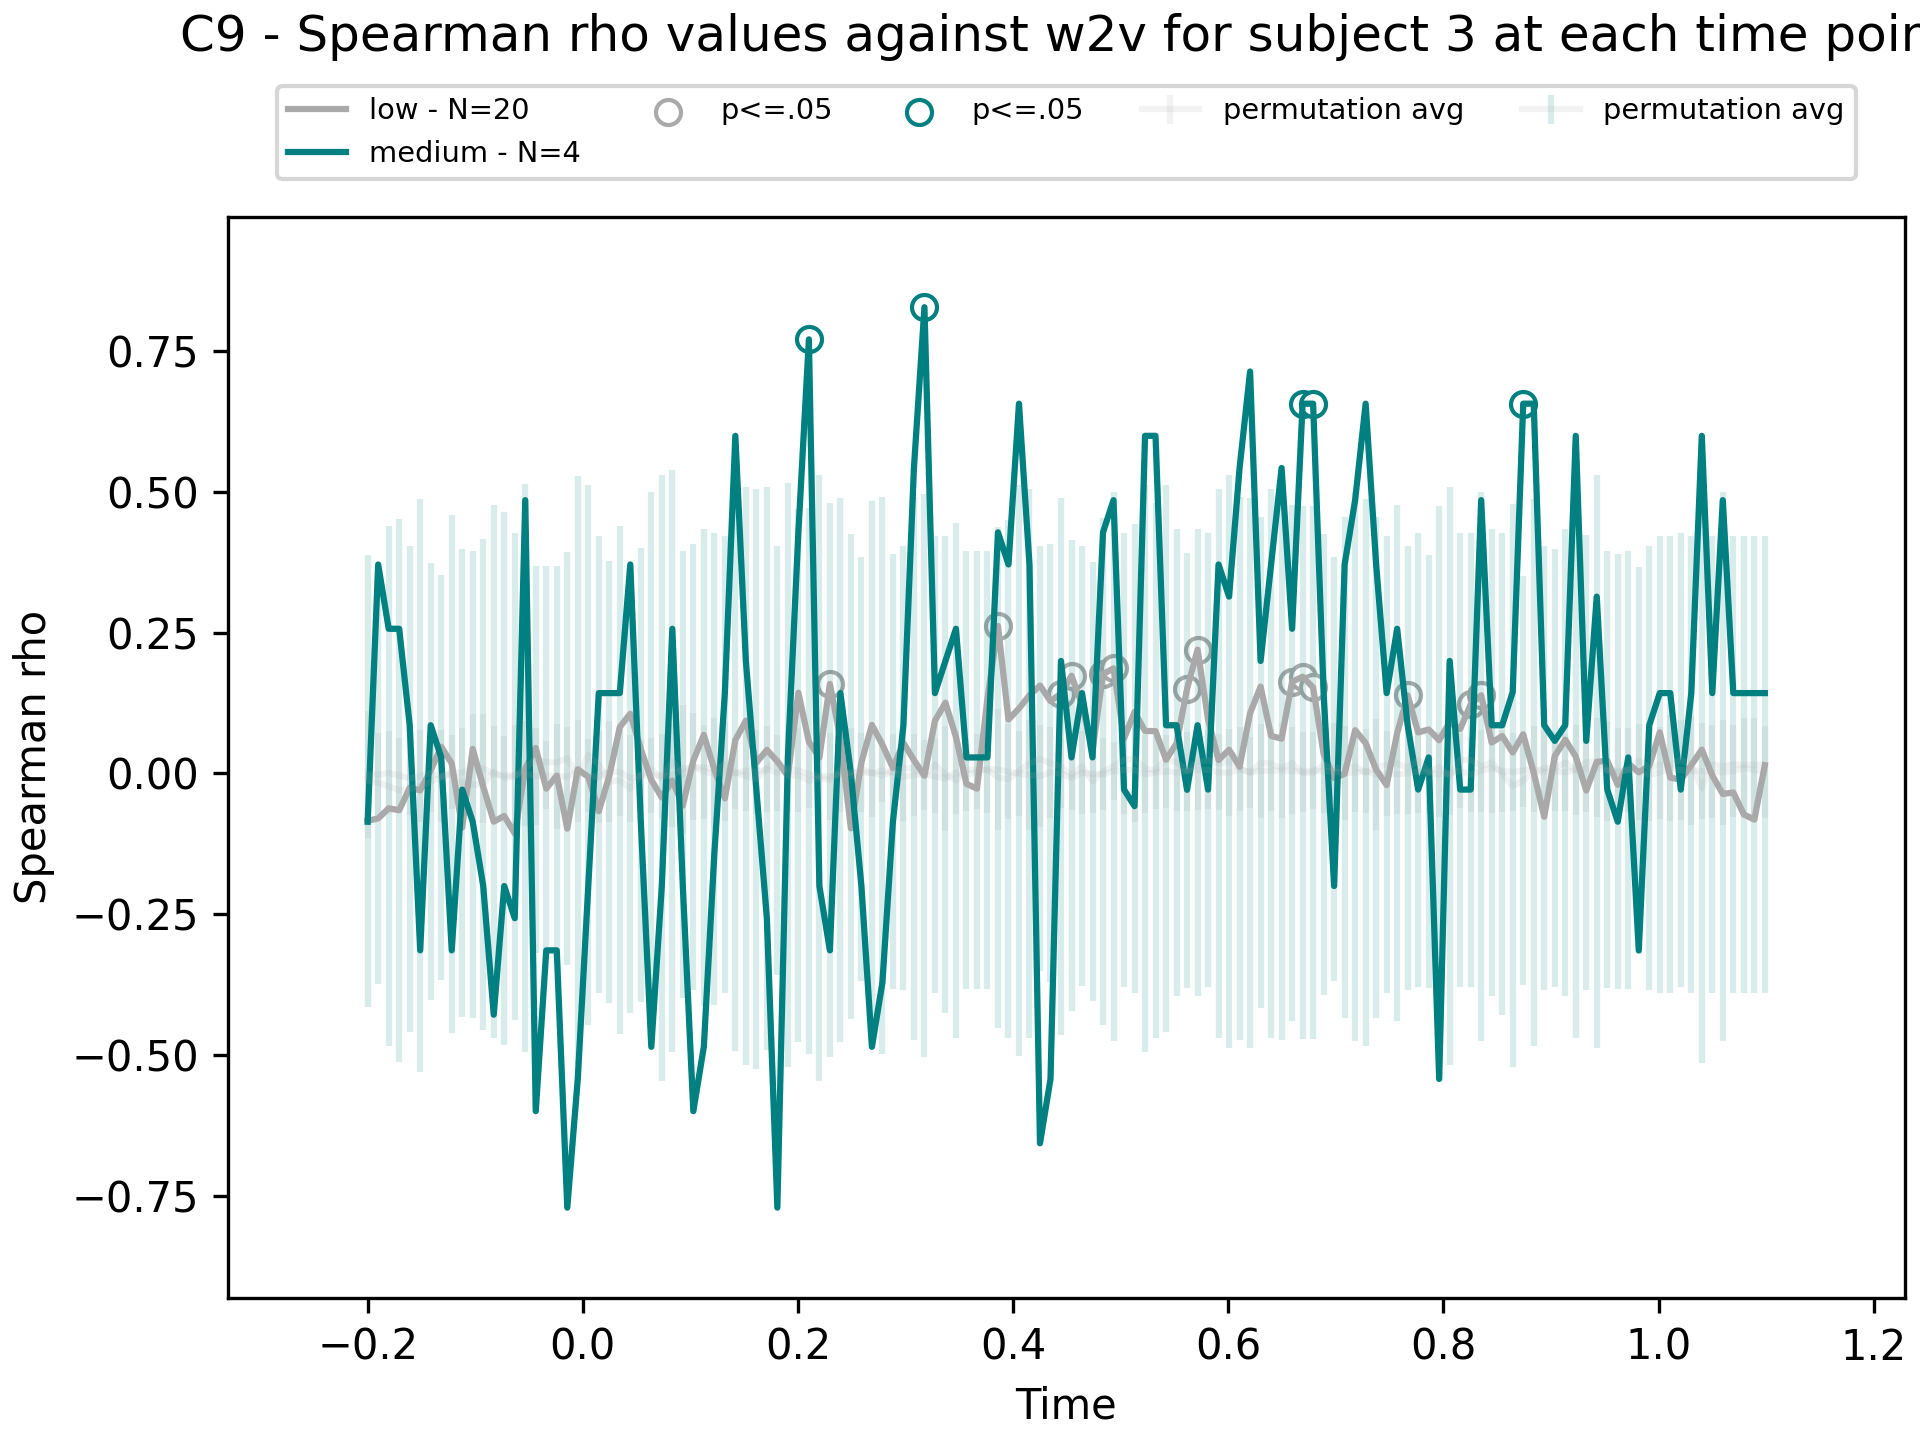 C9 - Spearman rho values against w2v for subject 3 at each time poin
low - N=20
medium - N=4
p<=.05
p<=.05
permutation avg
permutation avg
Spearman rho
0.75
0.50
0.25
0.00
−0.25
−0.50
−0.75
−0.2 0.0 0.2 0.4 0.6 0.8 1.0 1.2
Time